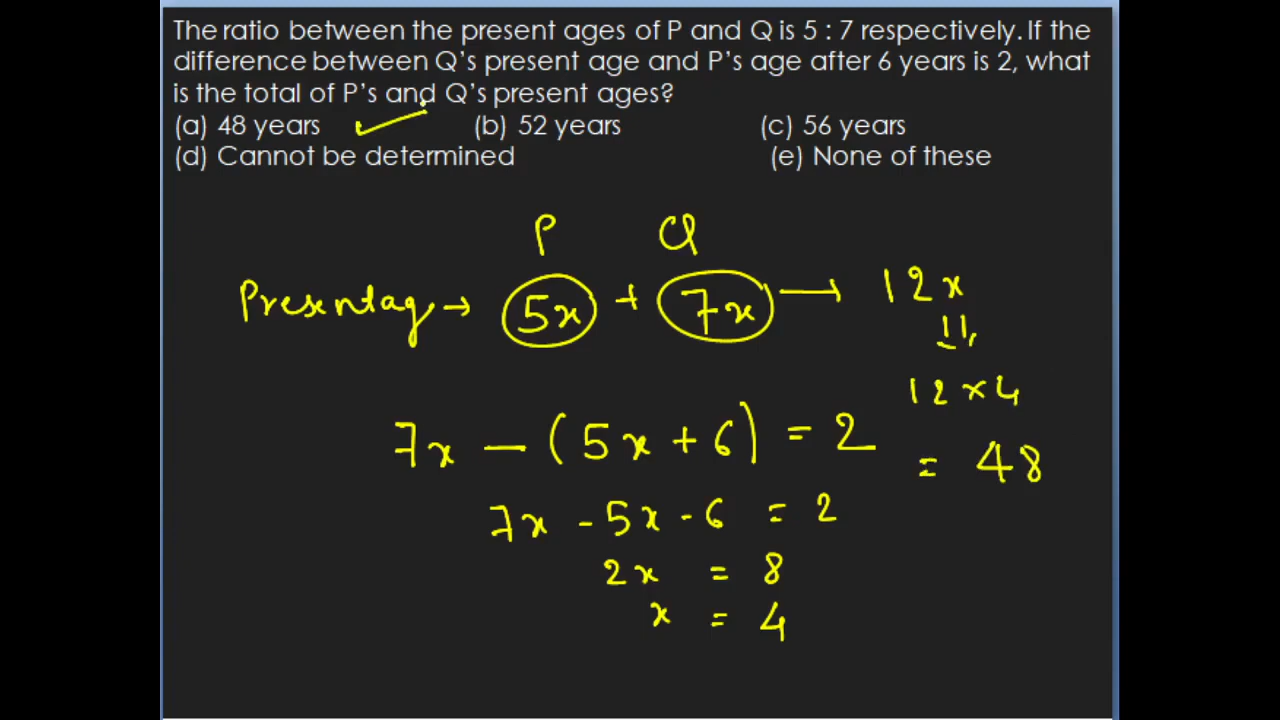 The ratio between the present ages of P and Q is 5 : 7 respectively. If the
difference between Q's present age and P's age after 6 years is 2, what
is the total of P's and Q's present ages?
(a) 48 years (b) 52 years (c) 56 years
(d) Cannot be determined (e) None of these
P Q
Presentag → 5x + 7x → 12x
12 × 4
7x - (5x + 6) = 2
= 48
7x - 5x - 6 = 2
2x = 8
x = 4